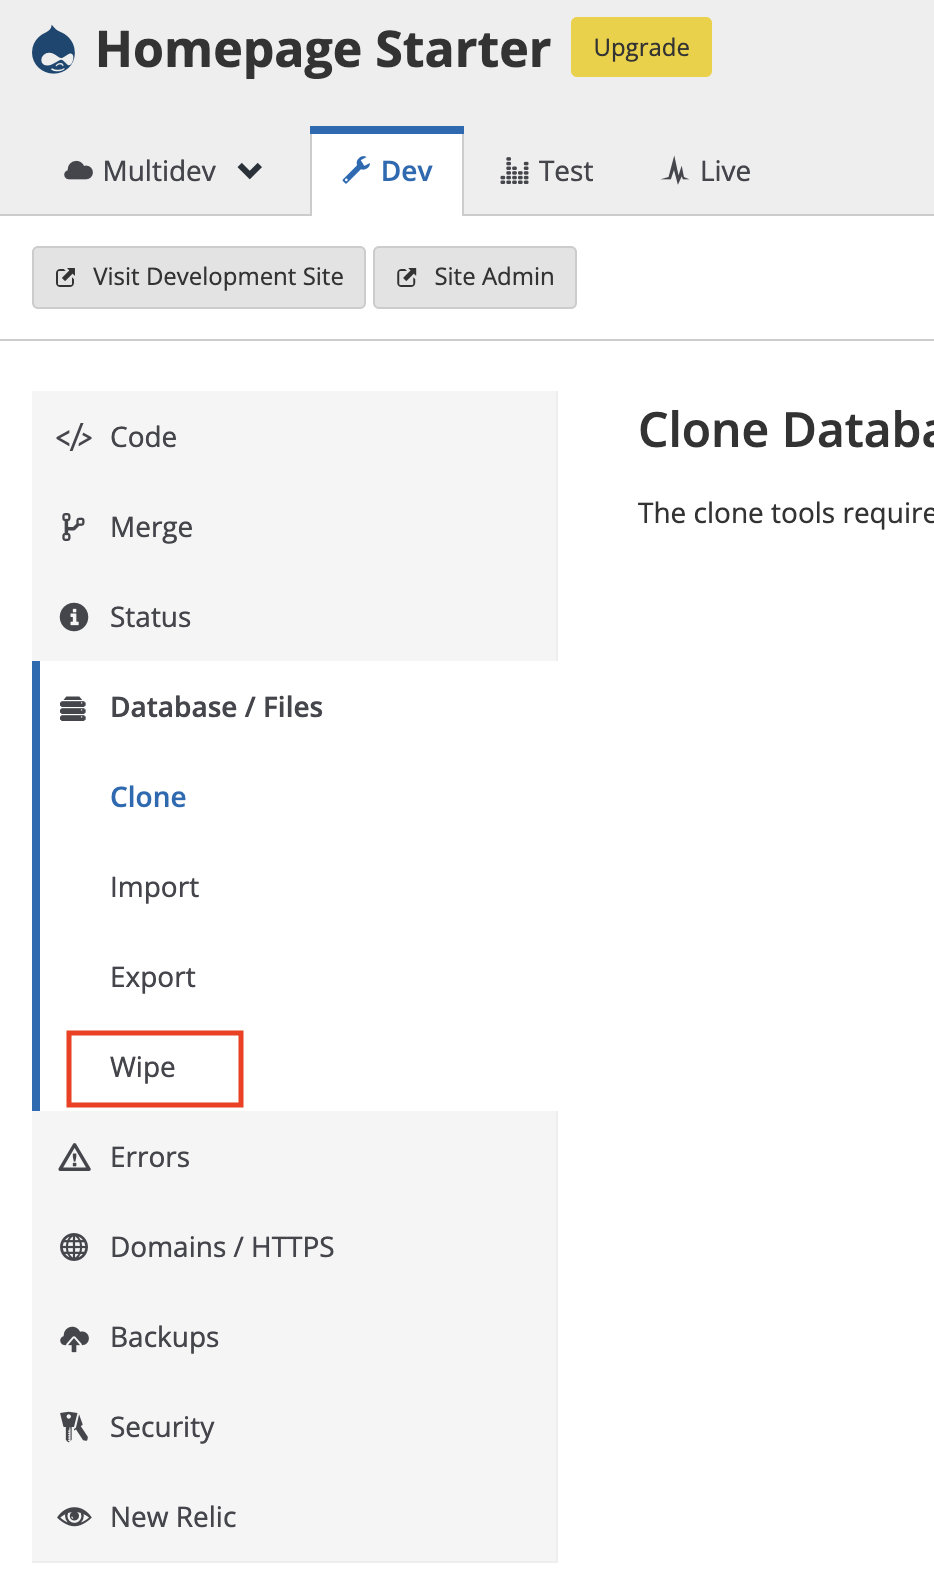 Homepage Starter Upgrade
Multidev Dev Test Live
Visit Development Site Site Admin
Code
Merge
Status
Database / Files
Clone
Import
Export
Wipe
Errors
Domains / HTTPS
Backups
Security
New Relic
Clone Databa
The clone tools require